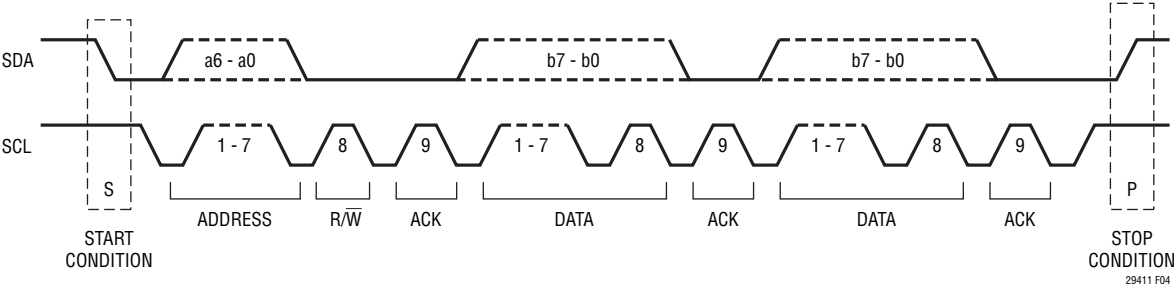 SDA
a6 - a0
b7 - b0
b7 - b0
SCL
1 - 7
8
9
1 - 7
8
9
1 - 7
8
9
S
P
ADDRESS
R/W̅
ACK
DATA
ACK
DATA
ACK
START
CONDITION
STOP
CONDITION
29411 F04